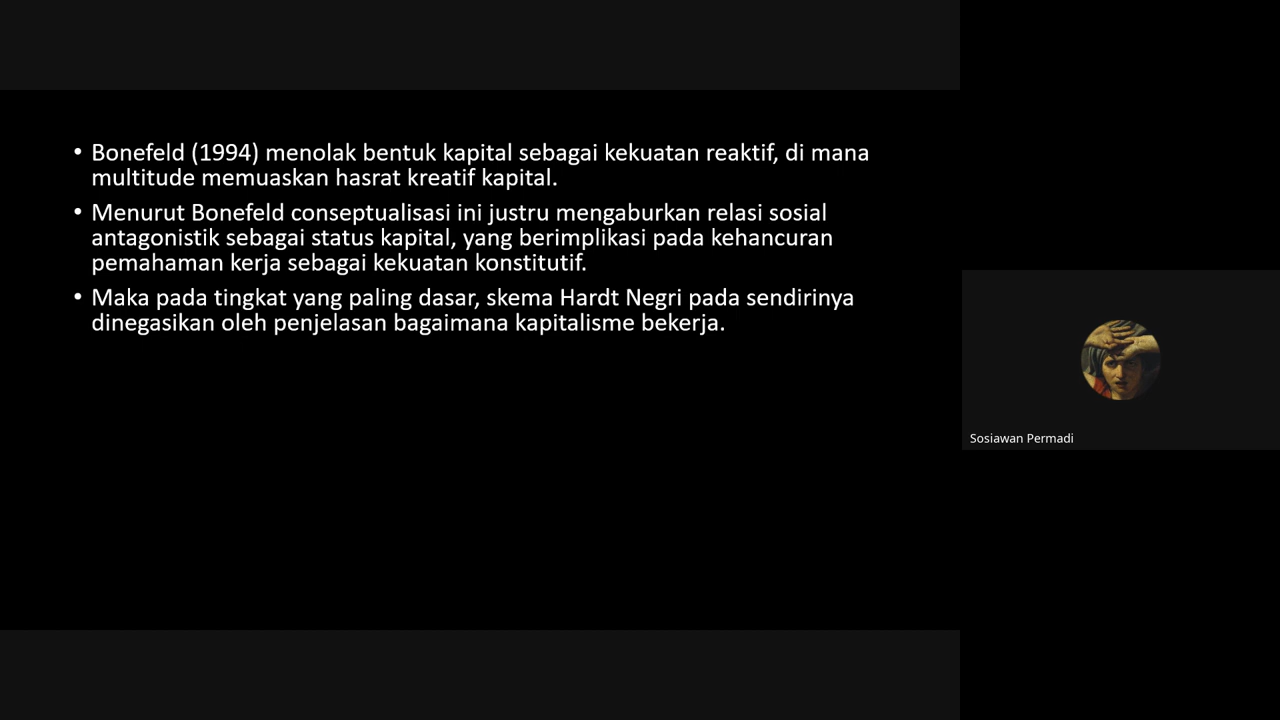 • Bonefeld (1994) menolak bentuk kapital sebagai kekuatan reaktif, di mana
multitude memuaskan hasrat kreatif kapital.
• Menurut Bonefeld conseptualisasi ini justru mengaburkan relasi sosial
antagonistik sebagai status kapital, yang berimplikasi pada kehancuran
pemahaman kerja sebagai kekuatan konstitutif.
• Maka pada tingkat yang paling dasar, skema Hardt Negri pada sendirinya
dinegasikan oleh penjelasan bagaimana kapitalisme bekerja.
Sosiawan Permadi